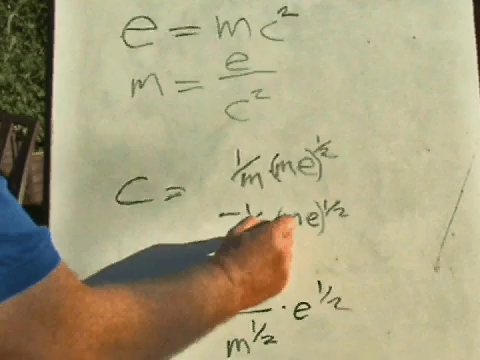 e = mc²
m = e/c²
c = 1/m (me)^1/2
me)^1/2
m^1/2 · e^1/2